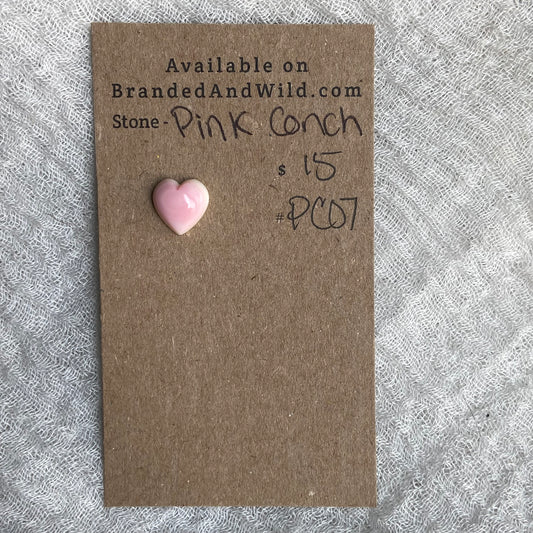 Available on
BrandedAndWild.com
Stone - Pink Conch
$ 15
#PC07